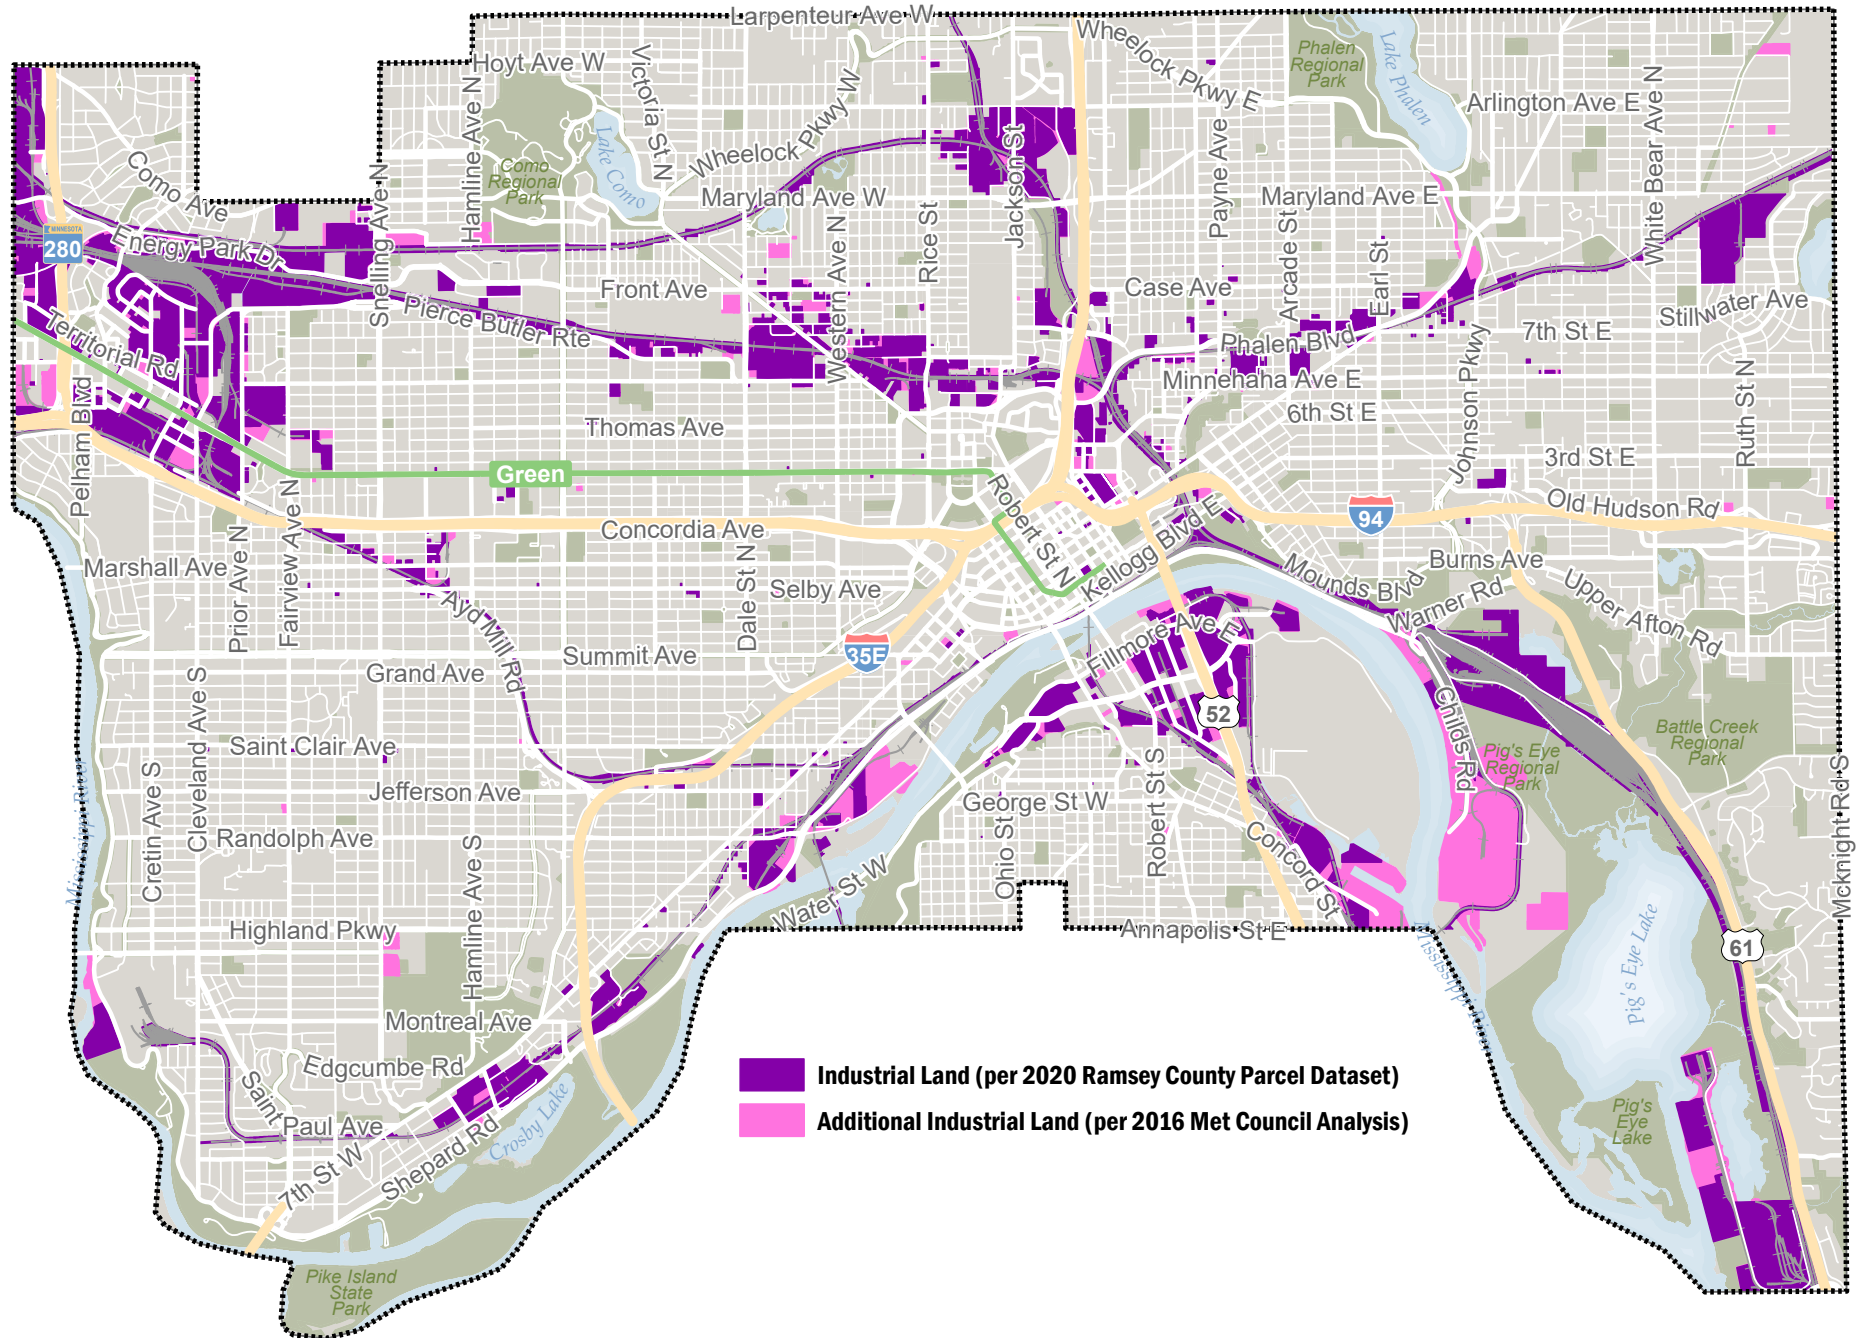 Larpenteur Ave W
Hoyt Ave W
Victoria St N
Wheelock Pkwy E
Phalen
Regional
Park
Lake Phalen
Arlington Ave E
White Bear Ave N
Hamline Ave N
Como
Regional
Park
Lake Como
Wheelock Pkwy W
Maryland Ave W
Jackson St
Payne Ave
Maryland Ave E
Como Ave
Snelling Ave N
MINNESOTA
280
Energy Park Dr
Front Ave
Western Ave N
Rice St
Case Ave
Arcade St
Earl St
Stillwater Ave
Pierce Butler Rte
Territorial Rd
Phalen Blvd
7th St E
Minnehaha Ave E
6th St E
Johnson Pkwy
Ruth St N
Pelham Blvd
Thomas Ave
3rd St E
Green
Robert St N
Old Hudson Rd
94
Concordia Ave
Kellogg Blvd E
Prior Ave N
Fairview Ave N
Marshall Ave
Dale St N
Selby Ave
Mounds Blvd
Burns Ave
Warner Rd
Upper Afton Rd
Ayd Mill Rd
35E
Summit Ave
Grand Ave
Fillmore Ave E
52
Cleveland Ave S
Saint Clair Ave
Robert St S
Childs Rd
Pig's Eye
Regional
Park
Battle Creek
Regional
Park
Mississippi River
Cretin Ave S
Jefferson Ave
George St W
Ohio St
Concord St
Mcknight Rd S
Randolph Ave
Hamline Ave S
Water St W
Highland Pkwy
Annapolis St E
Mississippi River
Pig's Eye Lake
61
Montreal Ave
Edgcumbe Rd
Saint
Paul Ave
7th St W
Shepard Rd
Crosby Lake
Pig's
Eye
Lake
Industrial Land (per 2020 Ramsey County Parcel Dataset)
Additional Industrial Land (per 2016 Met Council Analysis)
Pike Island
State
Park